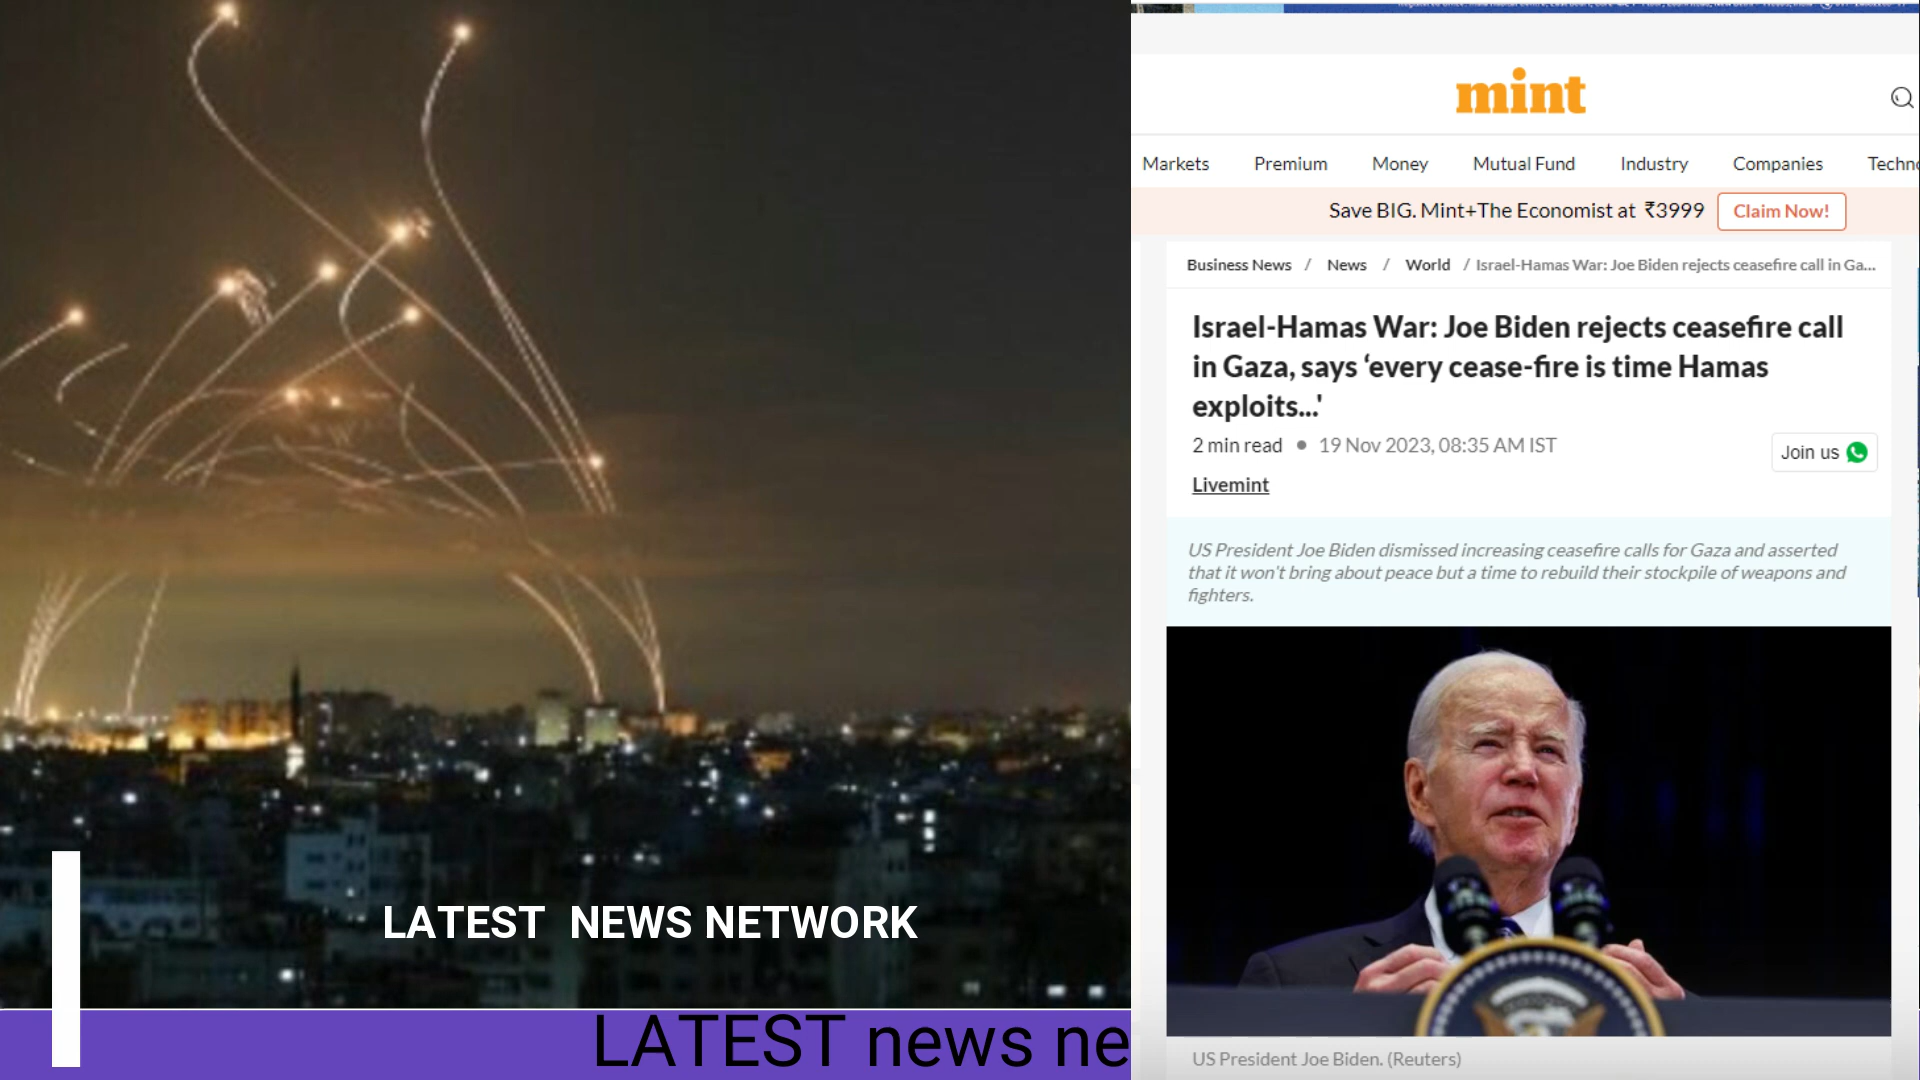 LATEST NEWS NETWORK
LATEST news ne
mint
Markets Premium Money Mutual Fund Industry Companies Techno
Save BIG. Mint+The Economist at ₹3999 Claim Now!
Business News / News / World / Israel-Hamas War: Joe Biden rejects ceasefire call in Ga...
Israel-Hamas War: Joe Biden rejects ceasefire call
in Gaza, says ‘every cease-fire is time Hamas
exploits...'
2 min read ● 19 Nov 2023, 08:35 AM IST
Join us
Livemint
US President Joe Biden dismissed increasing ceasefire calls for Gaza and asserted
that it won't bring about peace but a time to rebuild their stockpile of weapons and
fighters.
US President Joe Biden. (Reuters)